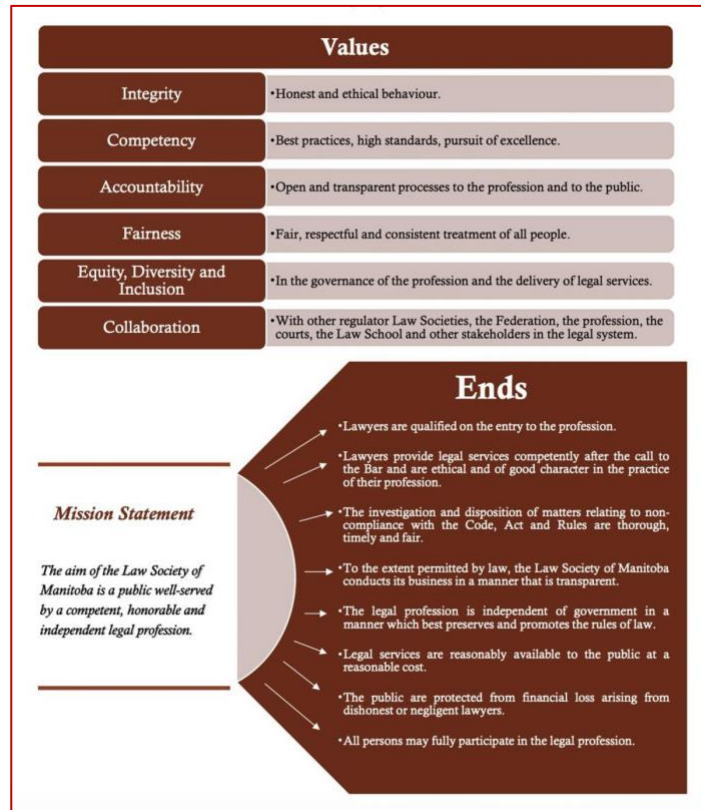 Values
Integrity
•Honest and ethical behaviour.
Competency
•Best practices, high standards, pursuit of excellence.
Accountability
•Open and transparent processes to the profession and to the public.
Fairness
•Fair, respectful and consistent treatment of all people.
Equity, Diversity and
Inclusion
•In the governance of the profession and the delivery of legal services.
Collaboration
•With other regulator Law Societies, the Federation, the profession, the
courts, the Law School and other stakeholders in the legal system.
Mission Statement
The aim of the Law Society of
Manitoba is a public well-served
by a competent, honorable and
independent legal profession.
Ends
•Lawyers are qualified on the entry to the profession.
•Lawyers provide legal services competently after the call to
the Bar and are ethical and of good character in the practice
of their profession.
•The investigation and disposition of matters relating to non-
compliance with the Code, Act and Rules are thorough,
timely and fair.
•To the extent permitted by law, the Law Society of Manitoba
conducts its business in a manner that is transparent.
•The legal profession is independent of government in a
manner which best preserves and promotes the rules of law.
•Legal services are reasonably available to the public at a
reasonable cost.
•The public are protected from financial loss arising from
dishonest or negligent lawyers.
•All persons may fully participate in the legal profession.